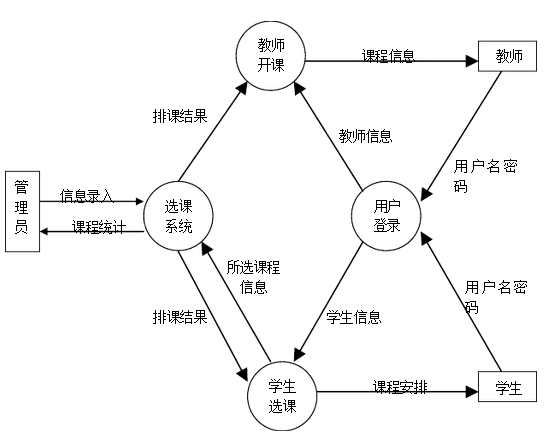 教师
开课
课程信息
教师
排课结果
教师信息
用户名密
码
管
理
员
信息录入
课程统计
选课
系统
用户
登录
所选课程
信息
用户名密
码
排课结果
学生信息
学生
选课
课程安排
学生